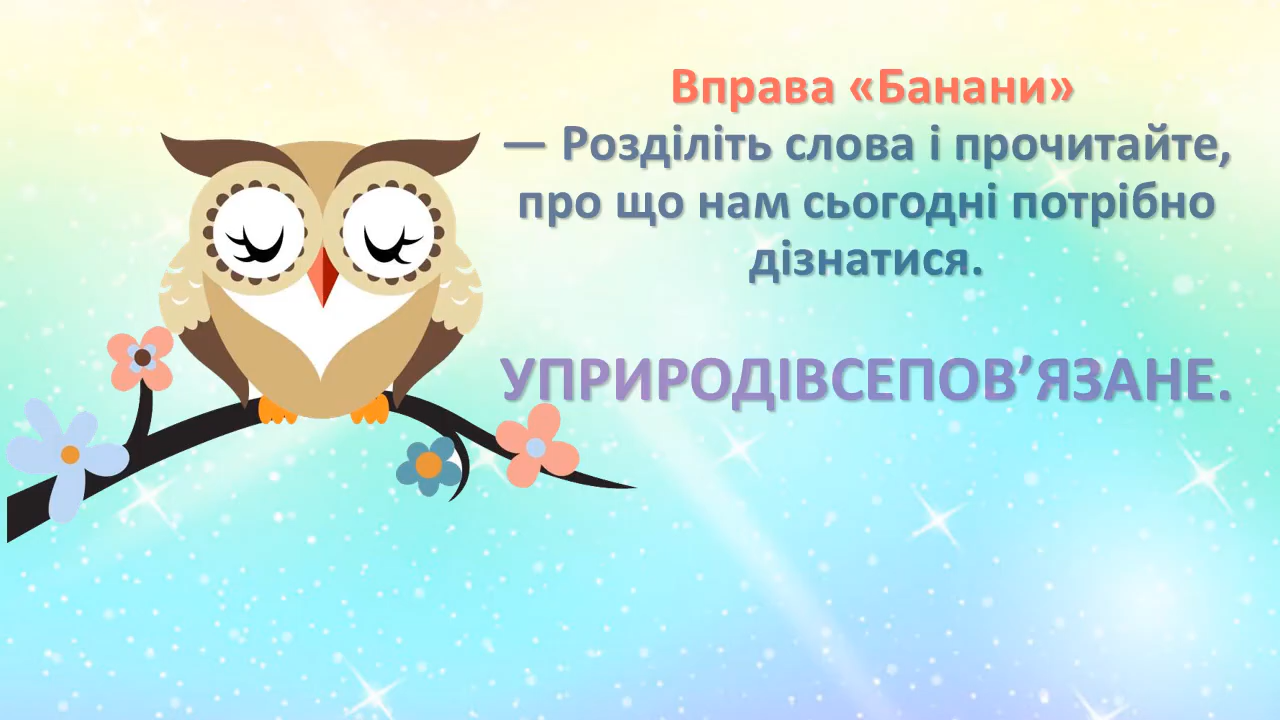 Вправа «Банани»
— Розділіть слова і прочитайте,
про що нам сьогодні потрібно
дізнатися.
УПРИРОДІВСЕПОВ’ЯЗАНЕ.